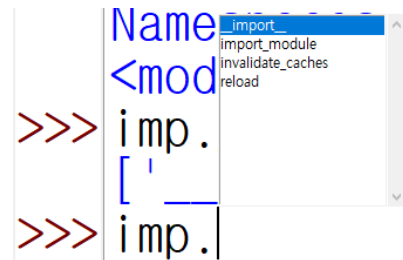 Name
__import__
import_module
<mod
invalidate_caches
reload
>>> imp.
['__
>>> imp.